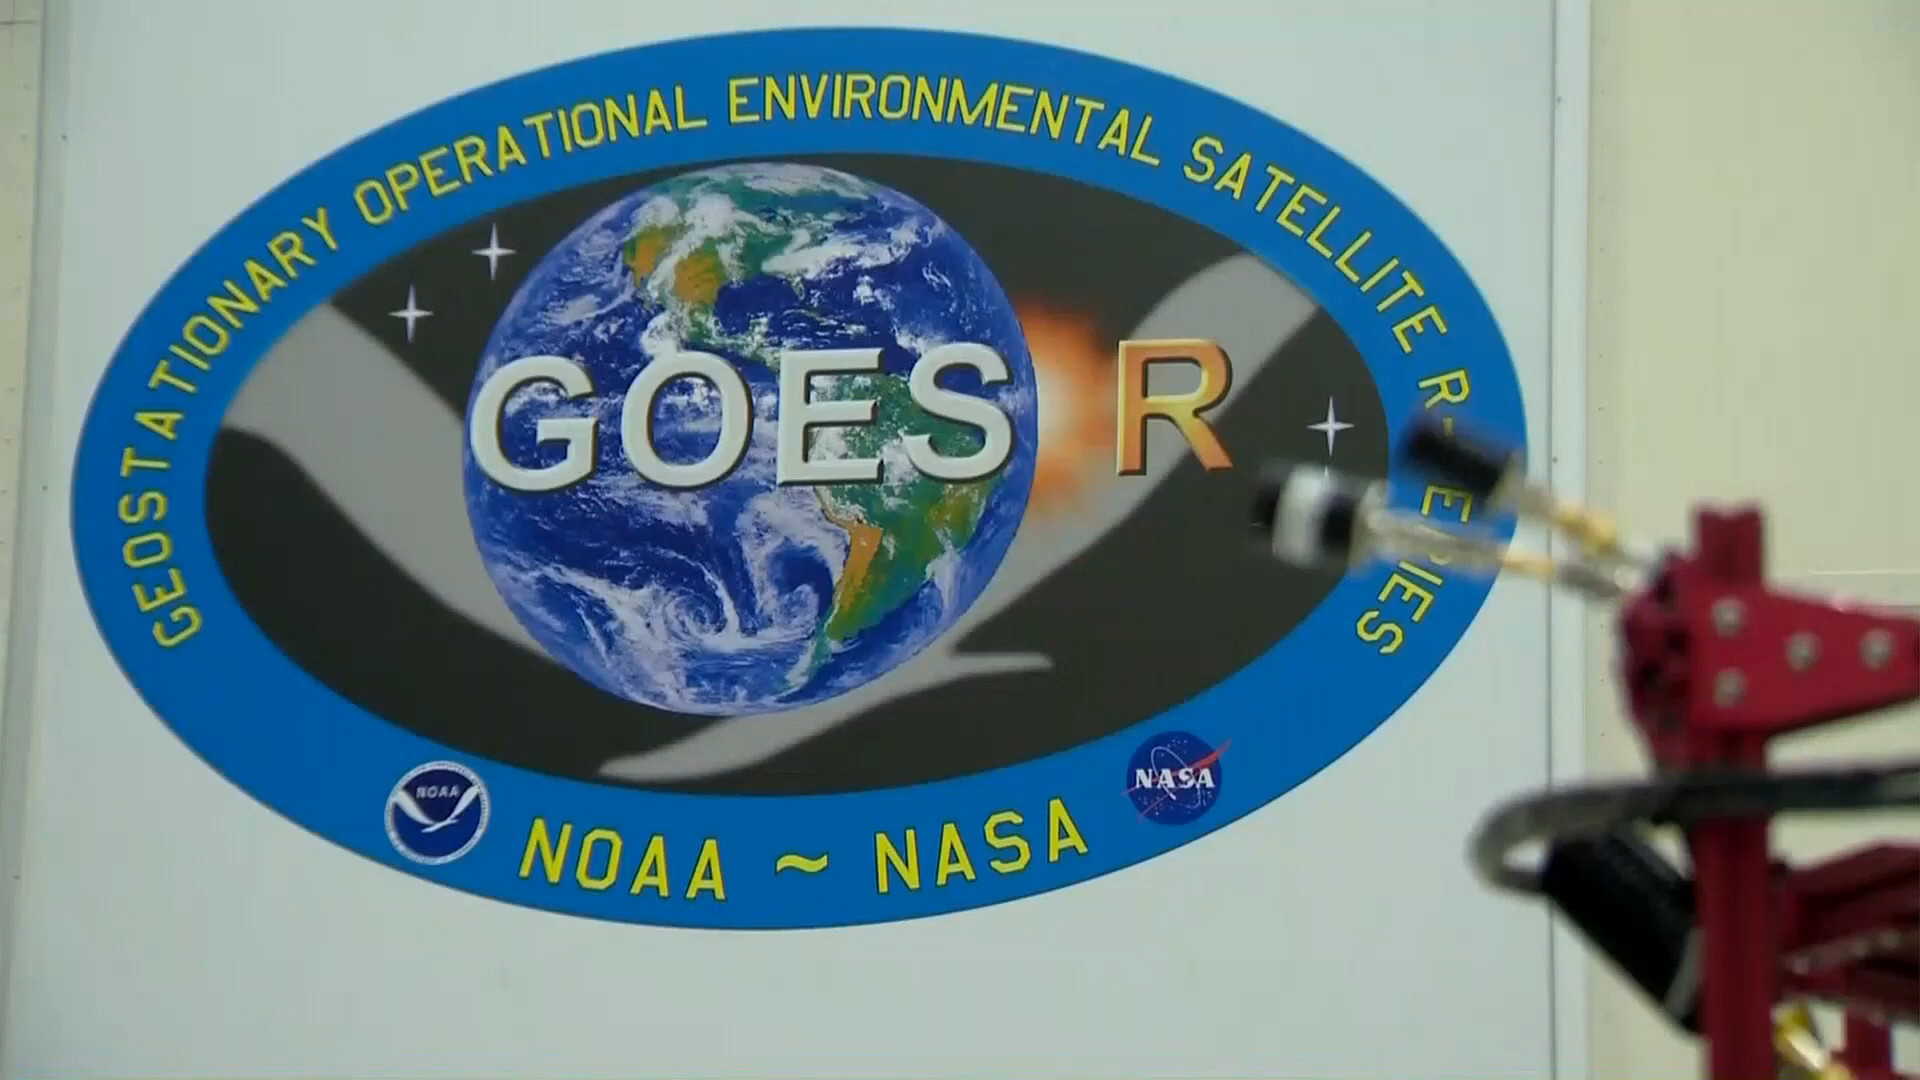 GEOSTATIONARY OPERATIONAL ENVIRONMENTAL SATELLITE R-SERIES
GOES R
NOAA
NOAA ~ NASA
NASA